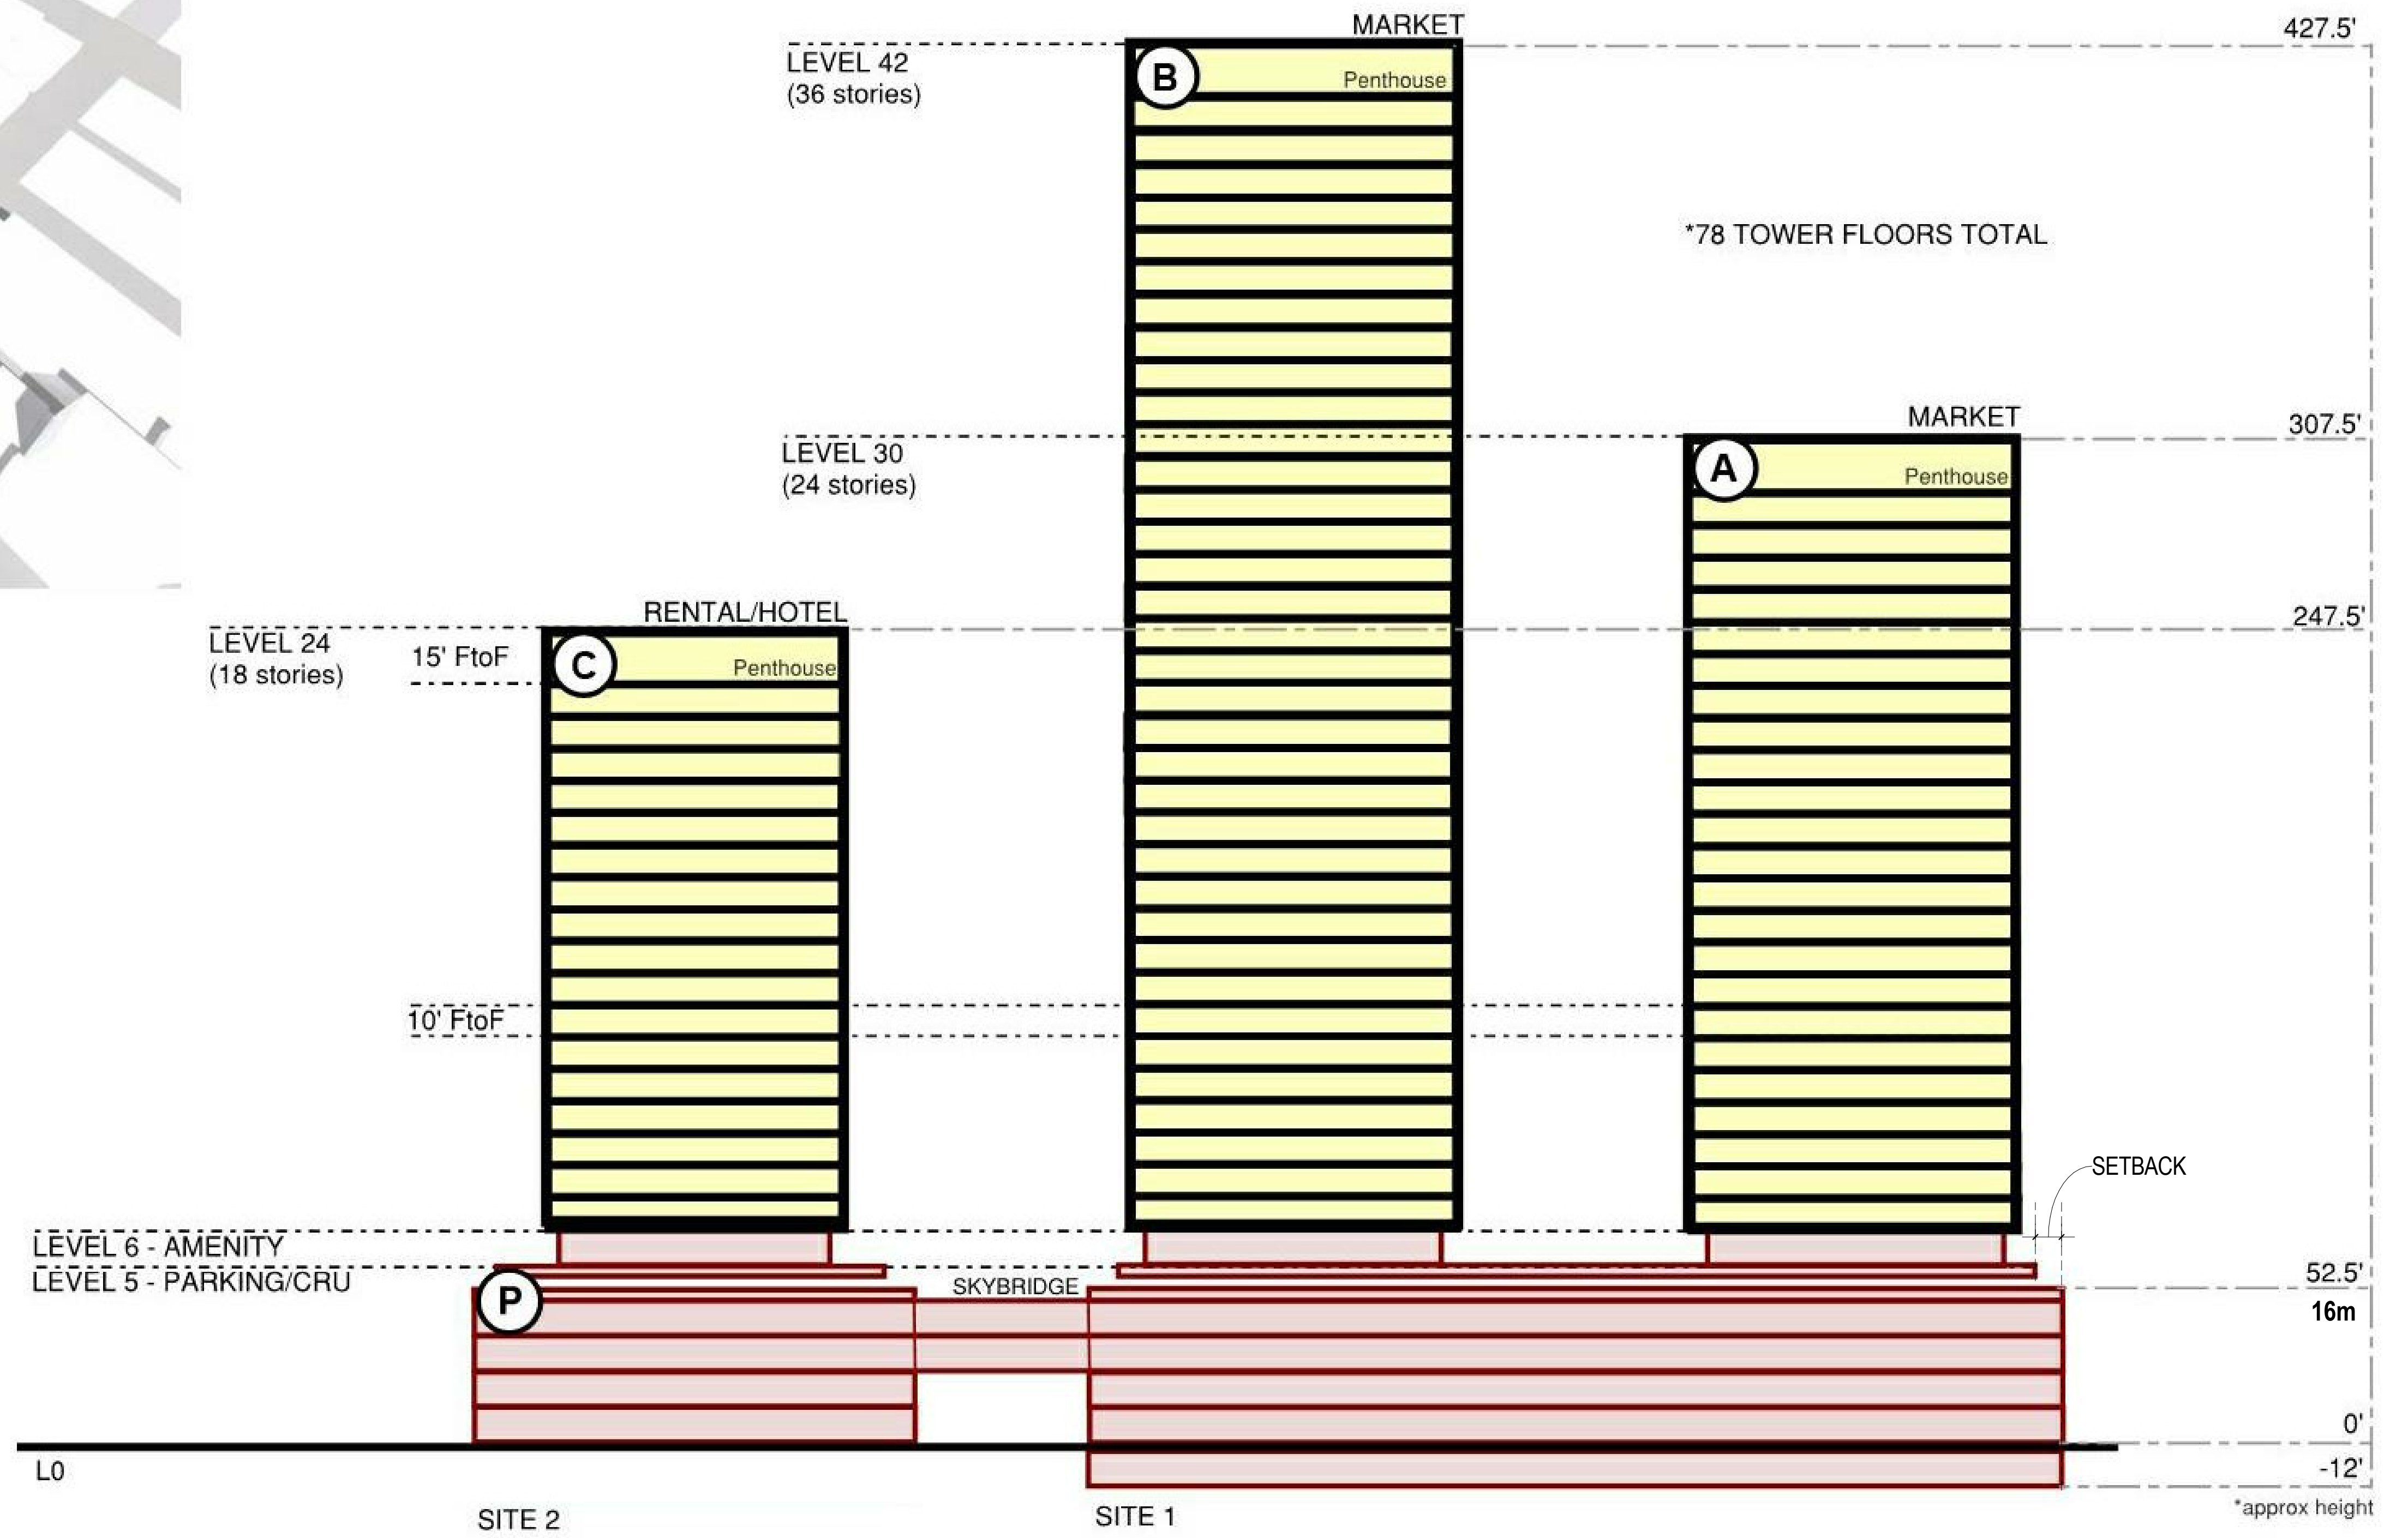 MARKET
427.5'
LEVEL 42
(36 stories)
B
Penthouse
*78 TOWER FLOORS TOTAL
MARKET
307.5'
LEVEL 30
(24 stories)
A
Penthouse
RENTAL/HOTEL
247.5'
LEVEL 24
(18 stories)
15' FtoF
C
Penthouse
10' FtoF
SETBACK
LEVEL 6 - AMENITY
LEVEL 5 - PARKING/CRU
P
SKYBRIDGE
52.5'
16m
0'
L0
-12'
*approx height
SITE 2
SITE 1